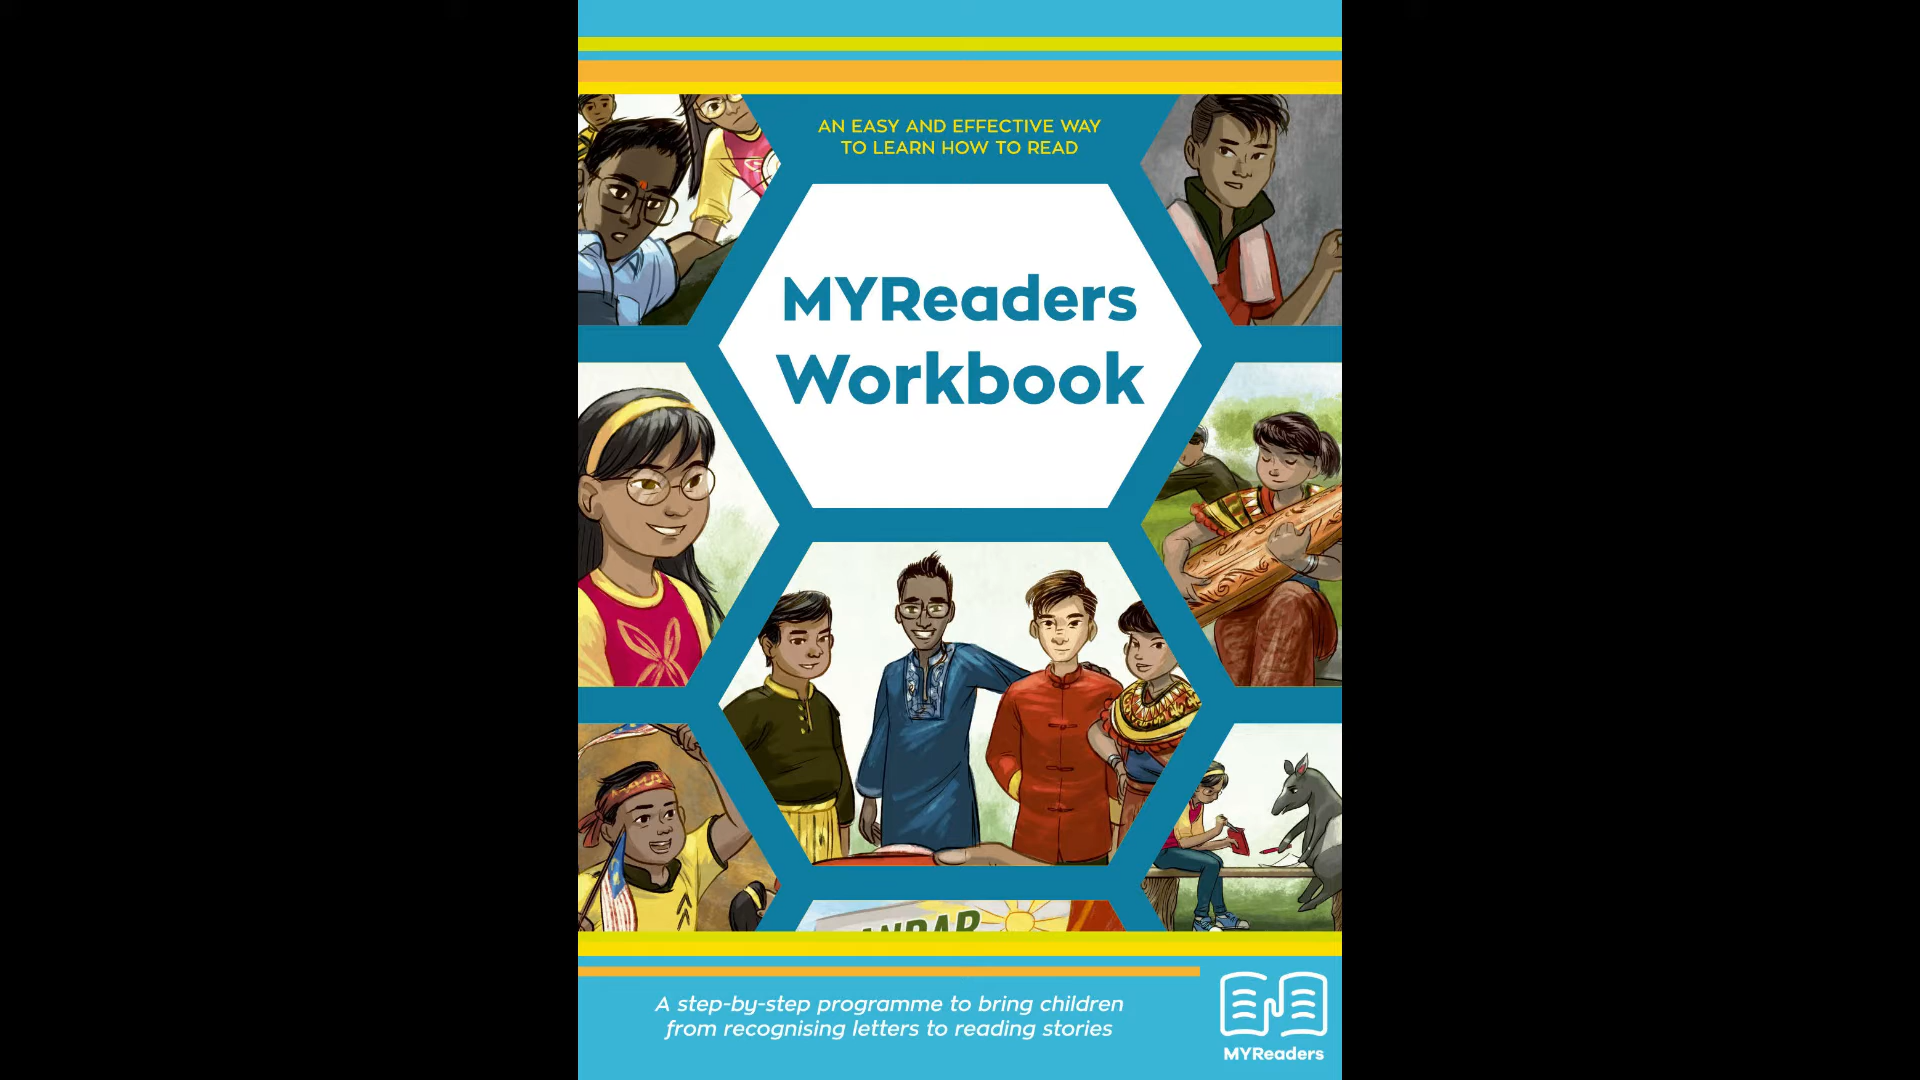 AN EASY AND EFFECTIVE WAY
TO LEARN HOW TO READ
MYReaders
Workbook
A step-by-step programme to bring children
from recognising letters to reading stories
MYReaders